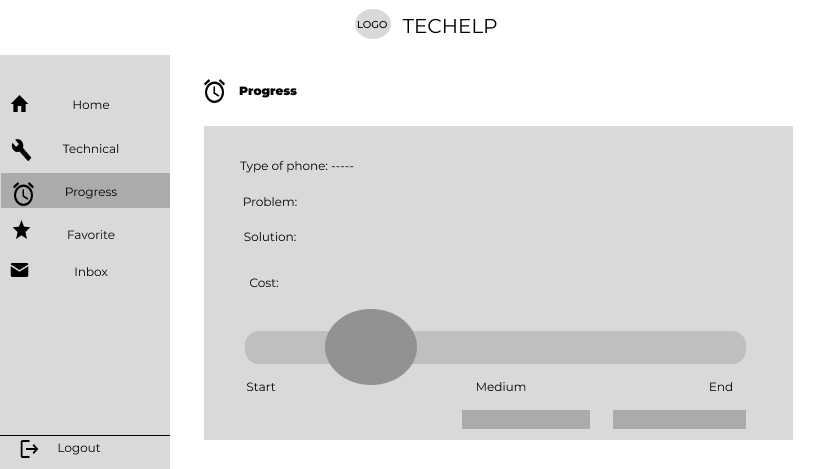 LOGO TECHELP
Home
Technical
Progress
Favorite
Inbox
Logout
Progress
Type of phone: -----
Problem:
Solution:
Cost:
Start Medium End